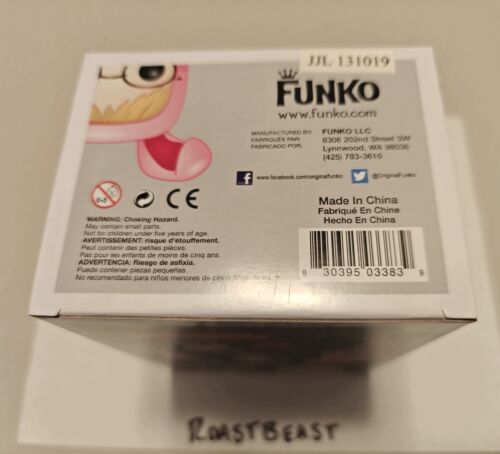 JJL 131019
FUNKO
www.funko.com
MANUFACTURED BY: FUNKO LLC
FABRIQUÉS PAR: 6306 202nd Street SW
FABRICADO POR: Lynnwood, WA 98036
(425) 783-3616
www.facebook.com/originalfunko @OriginalFunko
0-5
CE
Made In China
Fabriqué En Chine
Hecho En China
WARNING: Choking Hazard.
May contain small parts.
Not for children under five years of age.
AVERTISSEMENT: risque d'étouffement.
Peut contenir des petites pièces.
Pas pour les enfants de moins de cinq ans.
ADVERTENCIA: Riesgo de asfixia.
Puede contener piezas pequeñas.
No recomendado para niños menores de cinco
8 30395 03383 9
ROASTBEAST